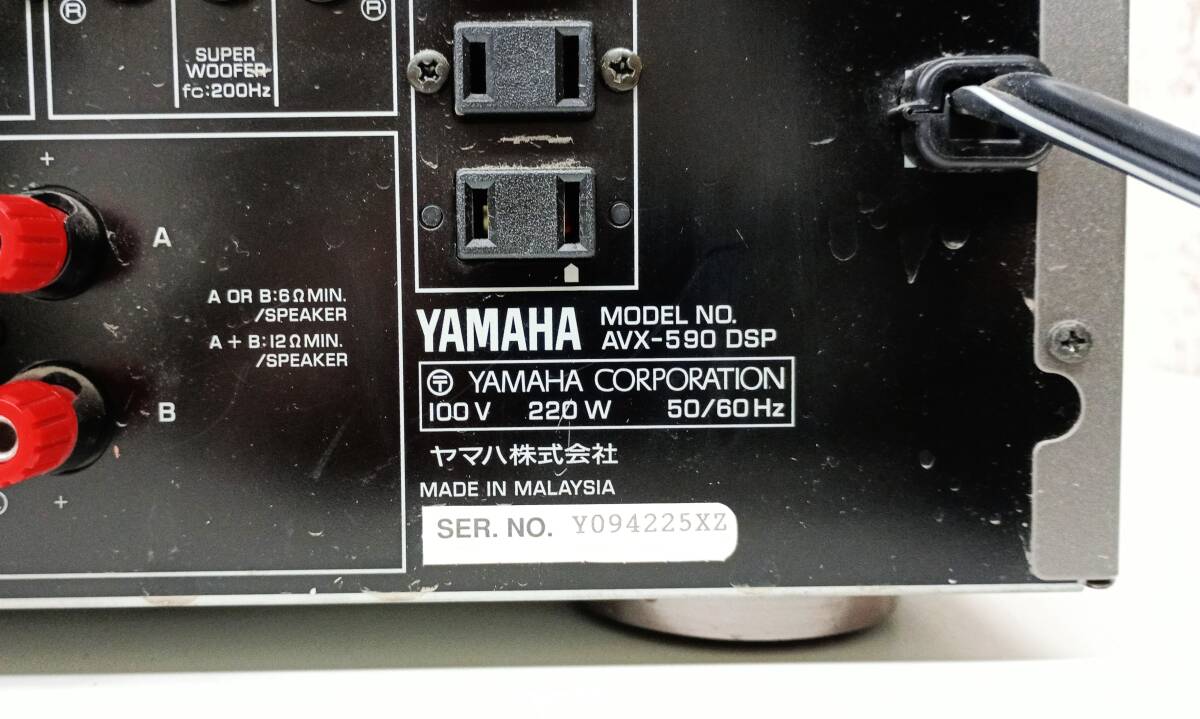 Ⓡ Ⓡ
SUPER
WOOFER
fc:200Hz
+
A
A OR B:6ΩMIN.
/SPEAKER
A+B:12ΩMIN.
/SPEAKER
B
+
YAMAHA
MODEL NO.
AVX-590 DSP
〶 YAMAHA CORPORATION
100V 220W 50/60Hz
ヤマハ株式会社
MADE IN MALAYSIA
SER. NO. Y094225XZ